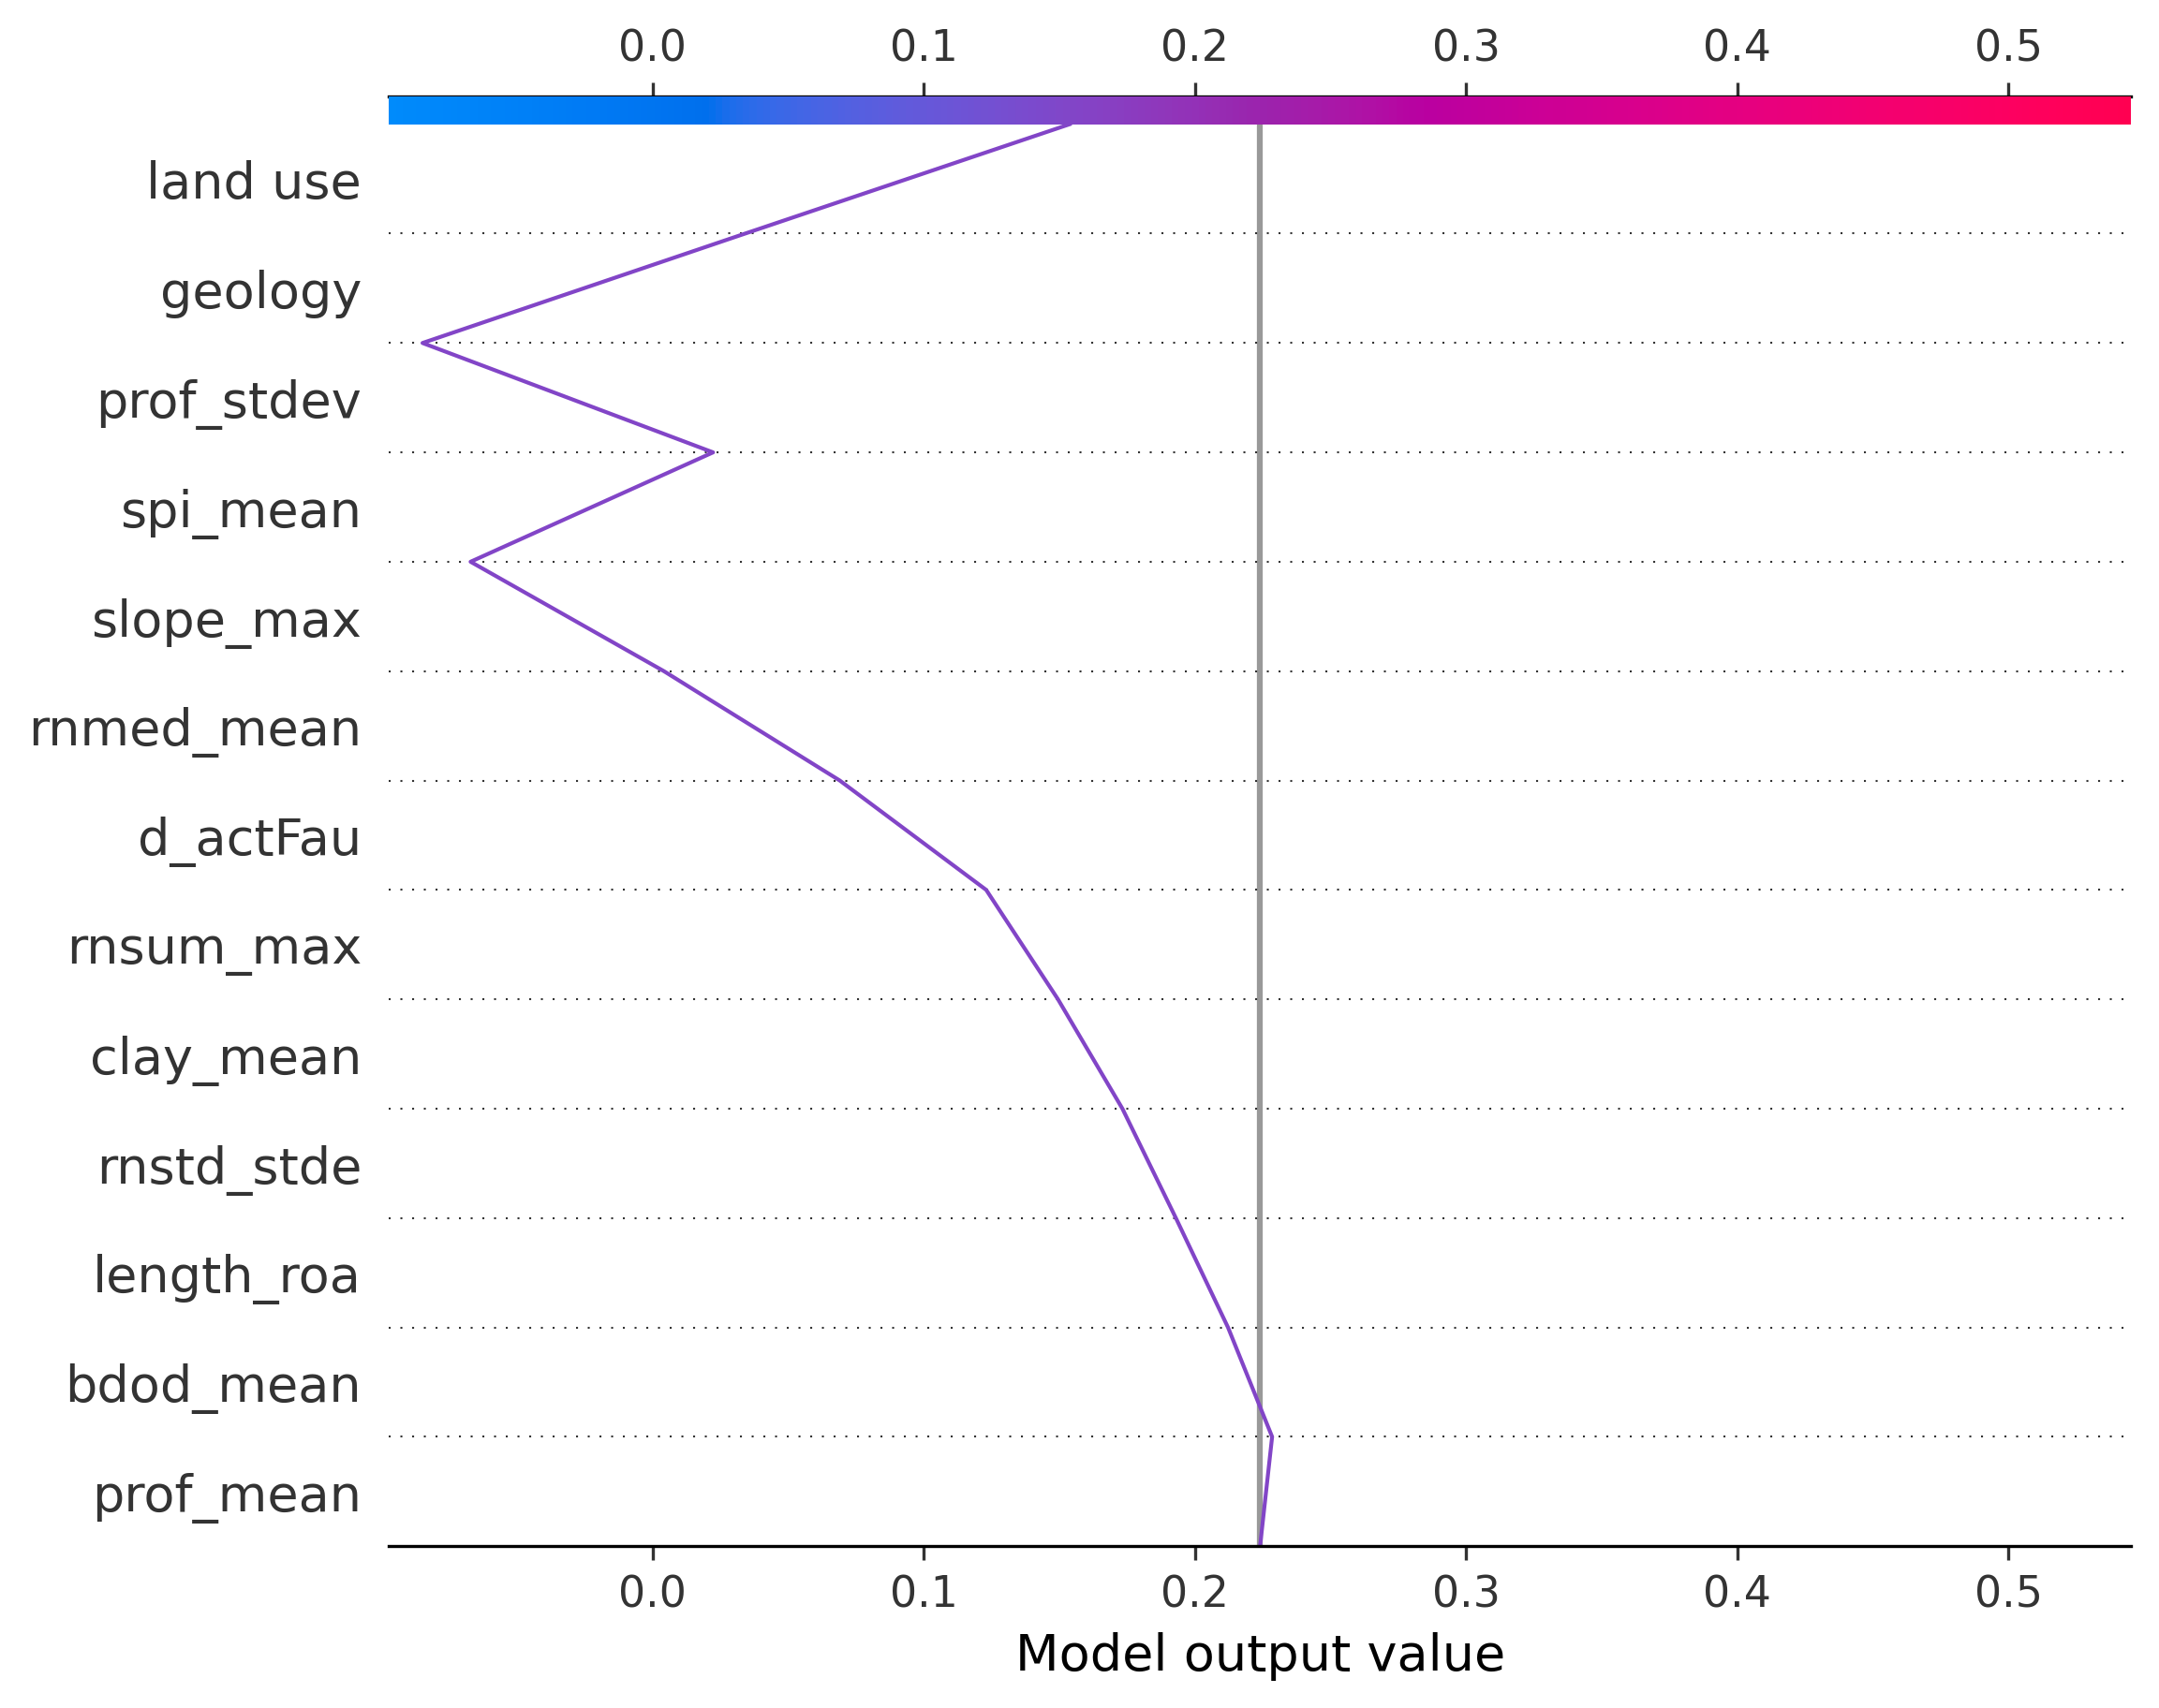 0.0 0.1 0.2 0.3 0.4 0.5
land use
geology
prof_stdev
spi_mean
slope_max
rnmed_mean
d_actFau
rnsum_max
clay_mean
rnstd_stde
length_roa
bdod_mean
prof_mean
0.0 0.1 0.2 0.3 0.4 0.5
Model output value